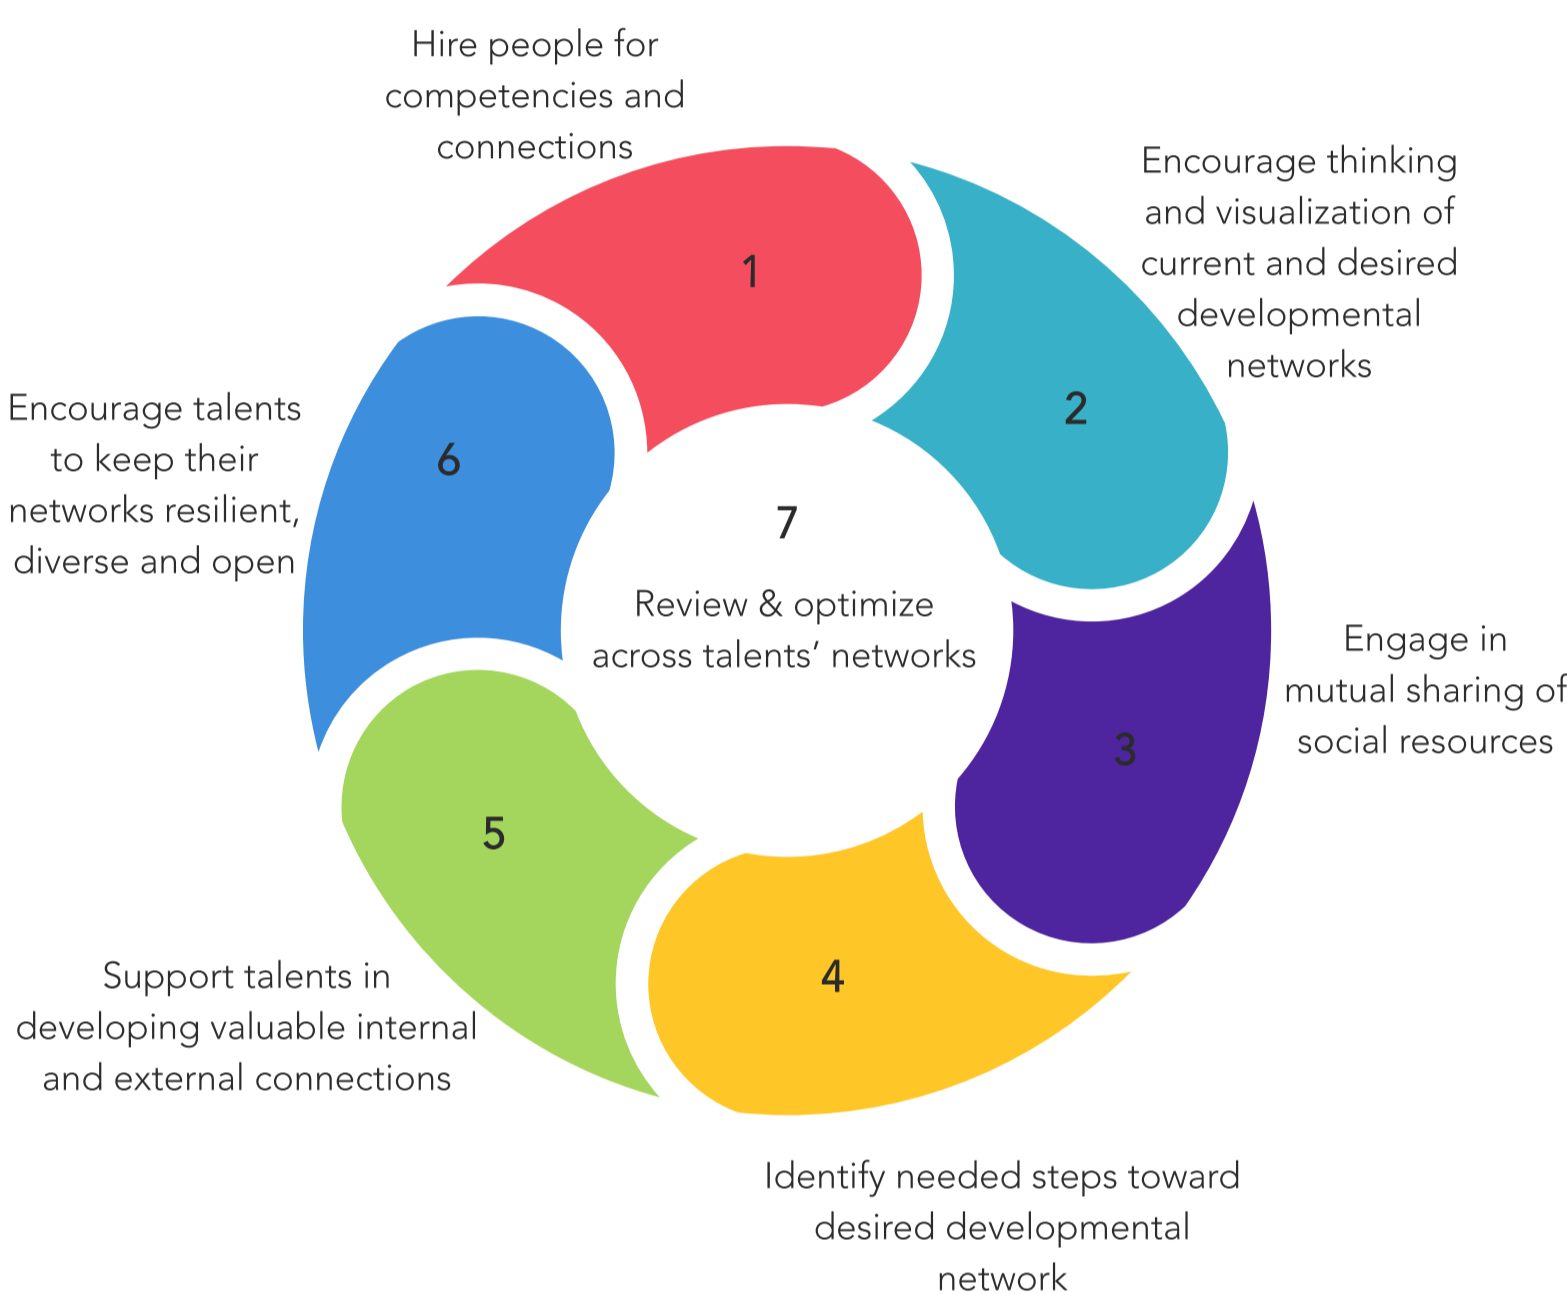 Hire people for
competencies and
connections
1
Encourage thinking
and visualization of
current and desired
developmental
networks
2
Engage in
mutual sharing of
social resources
3
Identify needed steps toward
desired developmental
network
4
Support talents in
developing valuable internal
and external connections
5
Encourage talents
to keep their
networks resilient,
diverse and open
6
7
Review & optimize
across talents’ networks